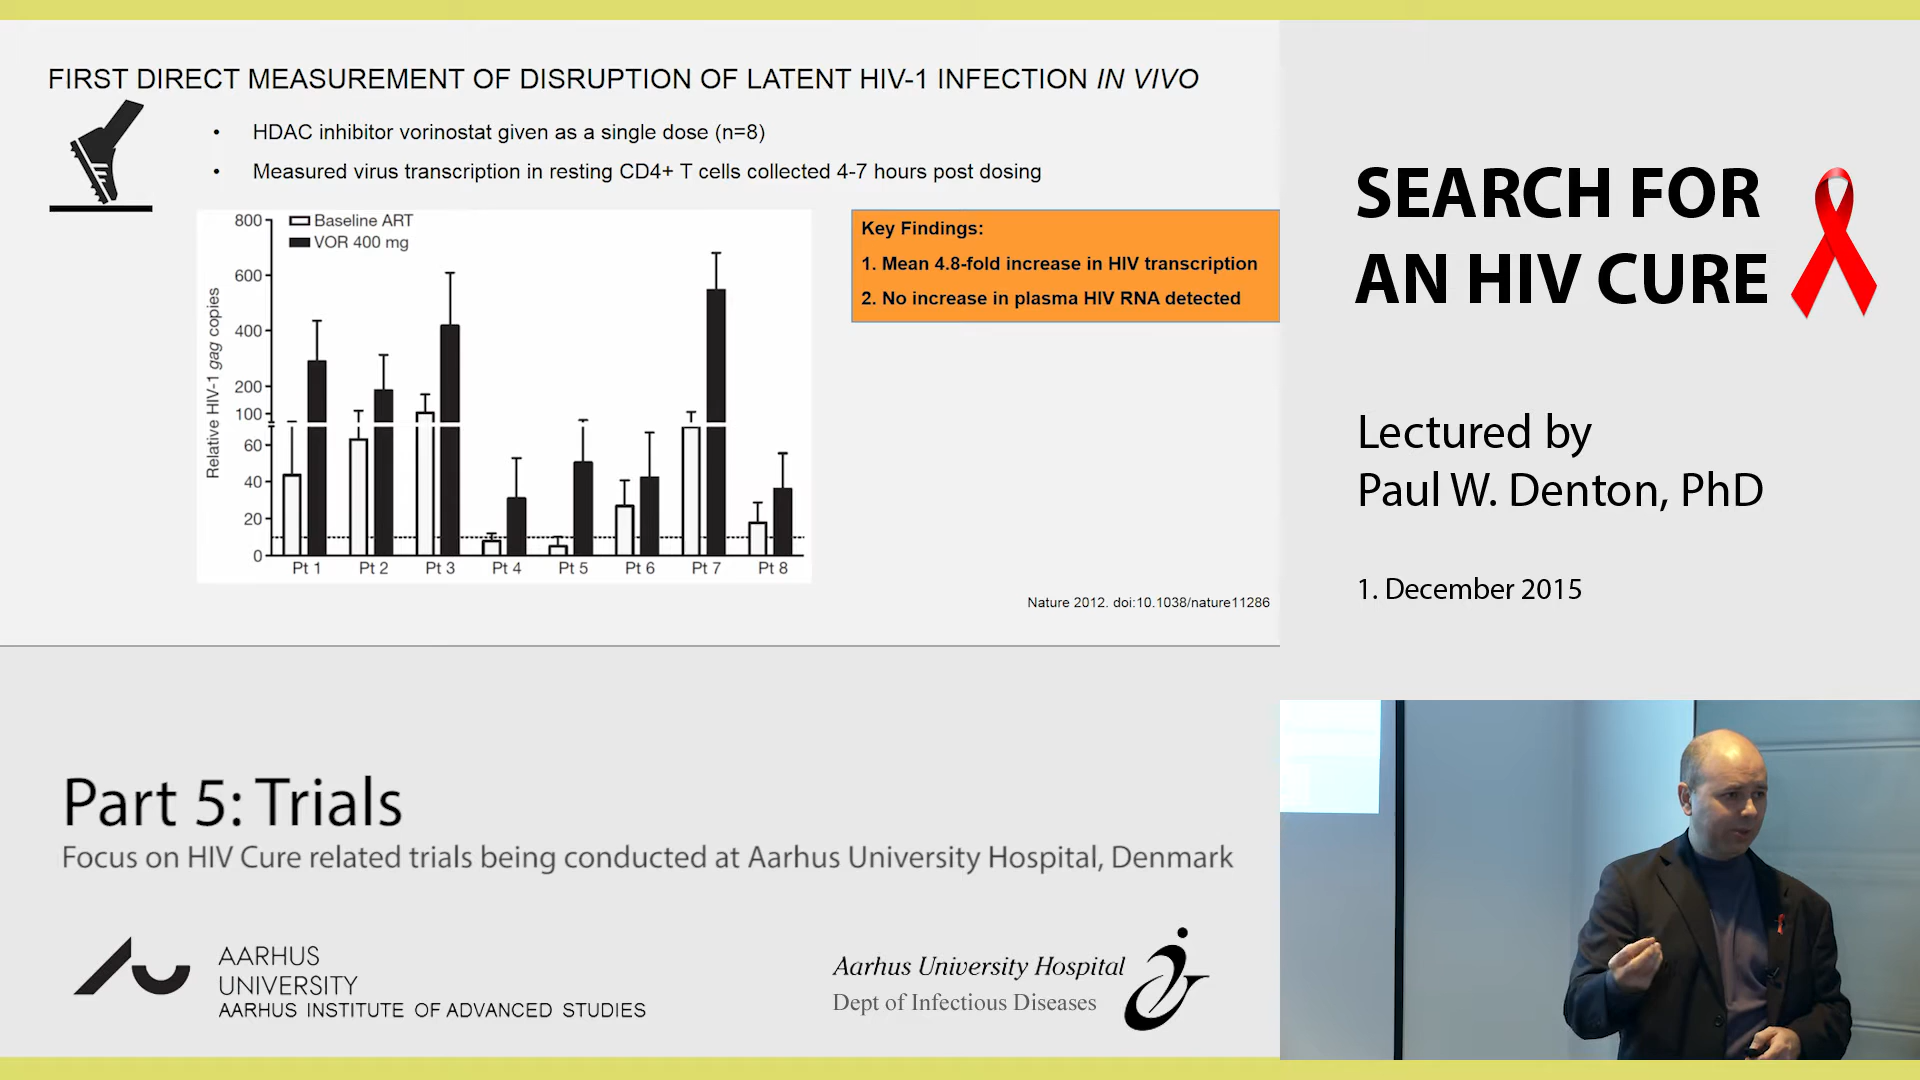 FIRST DIRECT MEASUREMENT OF DISRUPTION OF LATENT HIV-1 INFECTION IN VIVO
• HDAC inhibitor vorinostat given as a single dose (n=8)
• Measured virus transcription in resting CD4+ T cells collected 4-7 hours post dosing
Baseline ART
VOR 400 mg
Relative HIV-1 gag copies
800
600
400
200
100
60
40
20
0
Pt 1 Pt 2 Pt 3 Pt 4 Pt 5 Pt 6 Pt 7 Pt 8
Key Findings:
1. Mean 4.8-fold increase in HIV transcription
2. No increase in plasma HIV RNA detected
Nature 2012. doi:10.1038/nature11286
SEARCH FOR
AN HIV CURE
Lectured by
Paul W. Denton, PhD
1. December 2015
Part 5: Trials
Focus on HIV Cure related trials being conducted at Aarhus University Hospital, Denmark
AARHUS
UNIVERSITY
AARHUS INSTITUTE OF ADVANCED STUDIES
Aarhus University Hospital
Dept of Infectious Diseases